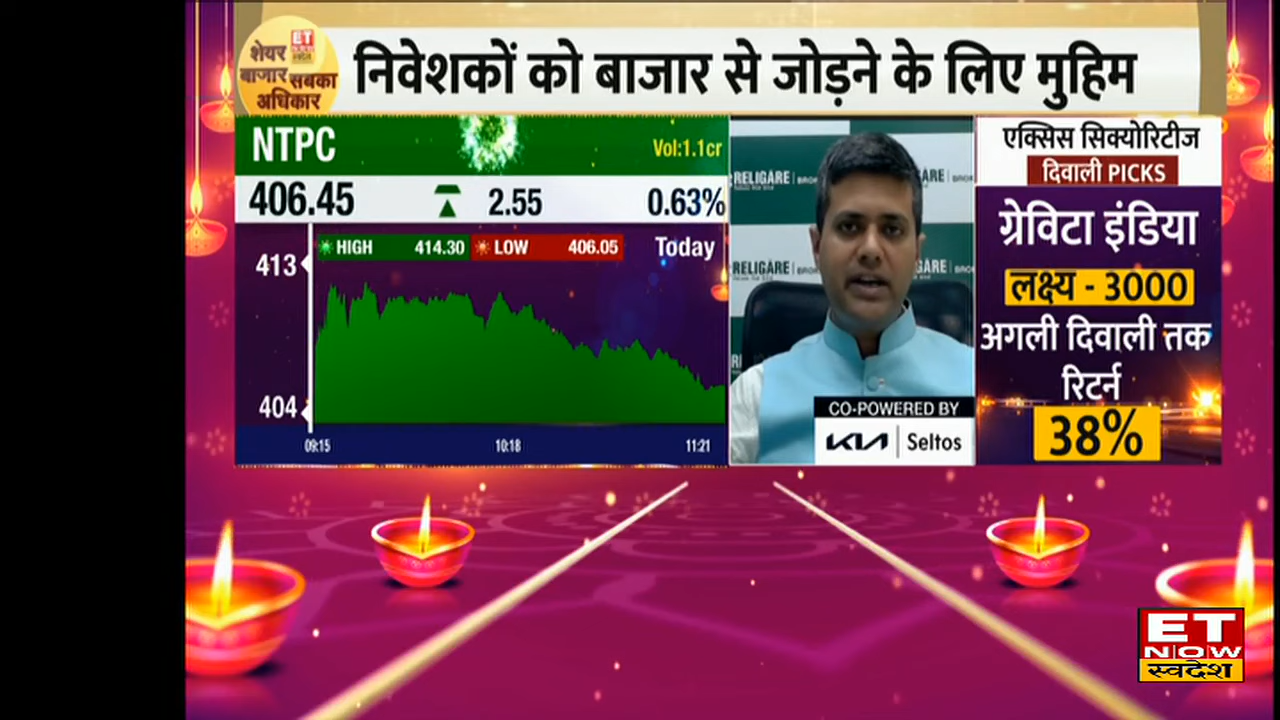 शेयर
बाजार
ET
NOW
स्वदेश
सबका
अधिकार
निवेशकों को बाजार से जोड़ने के लिए मुहिम
NTPC
Vol:1.1cr
406.45 2.55 0.63%
HIGH 414.30 LOW 406.05 Today
413
404
09:15 10:18 11:21
RELIGARE
RELIGARE
CO-POWERED BY
KIA Seltos
एक्सिस सिक्योरिटीज
दिवाली PICKS
ग्रेविटा इंडिया
लक्ष्य - 3000
अगली दिवाली तक
रिटर्न
38%
ET
NOW
स्वदेश